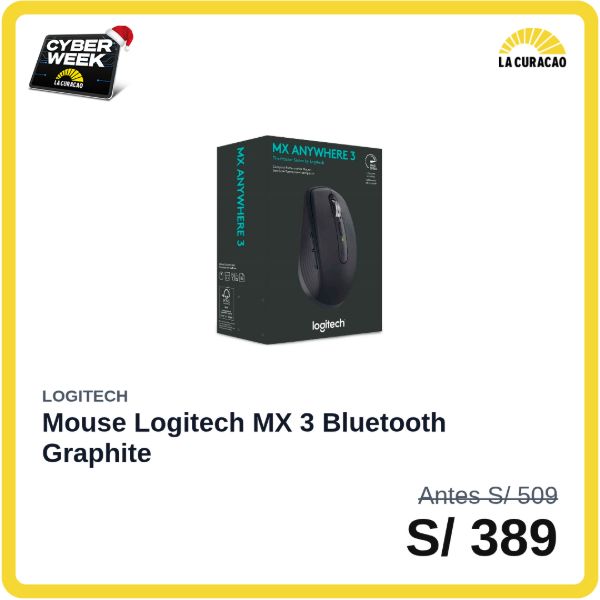 CYBER
WEEK
LA CURACAO
LA CURACAO
MX ANYWHERE 3
MX ANYWHERE 3
logitech
LOGITECH
Mouse Logitech MX 3 Bluetooth
Graphite
Antes S/ 509
S/ 389